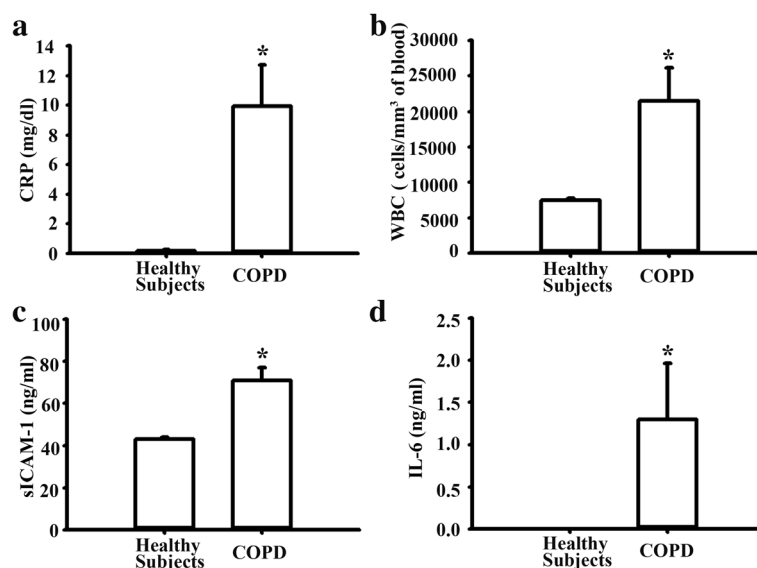 a
CRP (mg/dl)
14
12
10
8
6
4
2
0
*
Healthy
Subjects
COPD
b
WBC ( cells/mm³ of blood)
30000
25000
20000
15000
10000
5000
0
*
Healthy
Subjects
COPD
c
sICAM-1 (ng/ml)
100
80
60
40
20
0
*
Healthy
Subjects
COPD
d
IL-6 (ng/ml)
2.5
2.0
1.5
1.0
0.5
0.0
*
Healthy
Subjects
COPD